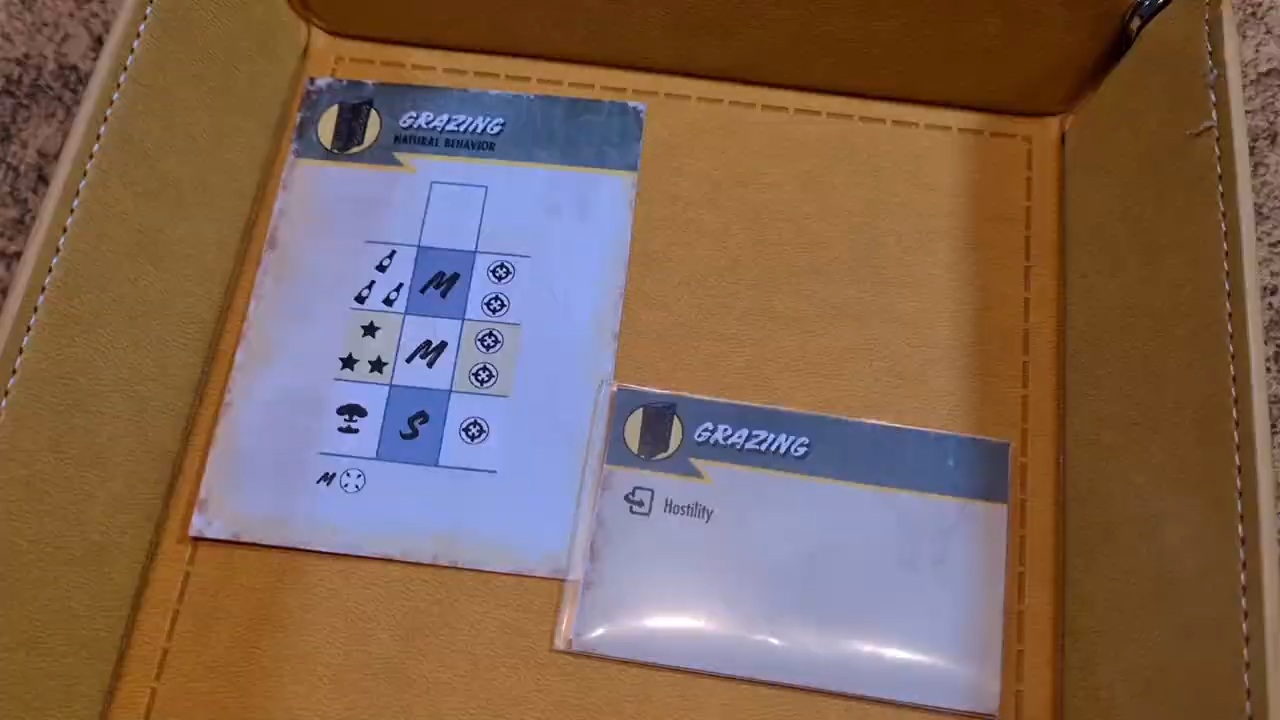 GRAZING
NATURAL BEHAVIOR
M
M
S
M
GRAZING
Hostility